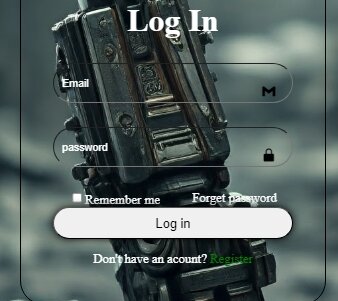 Log In
Email
password
Remember me Forget password
Log in
Don't have an acount? Register